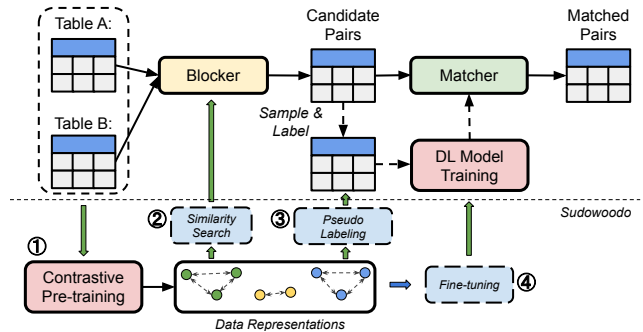 Table A:
Table B:
Blocker
Candidate
Pairs
Matcher
Matched
Pairs
Sample &
Label
DL Model
Training
Sudowoodo
①
Contrastive
Pre-training
②
Similarity
Search
③
Pseudo
Labeling
Data Representations
Fine-tuning
④